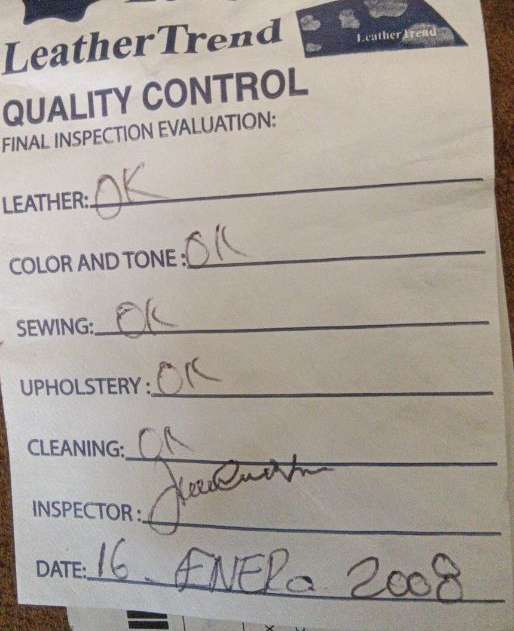 LeatherTrend
LeatherTrend
QUALITY CONTROL
FINAL INSPECTION EVALUATION:
LEATHER: OK
COLOR AND TONE: OK
SEWING: OK
UPHOLSTERY: OK
CLEANING: OK
INSPECTOR:
DATE: 16 ENERO 2008